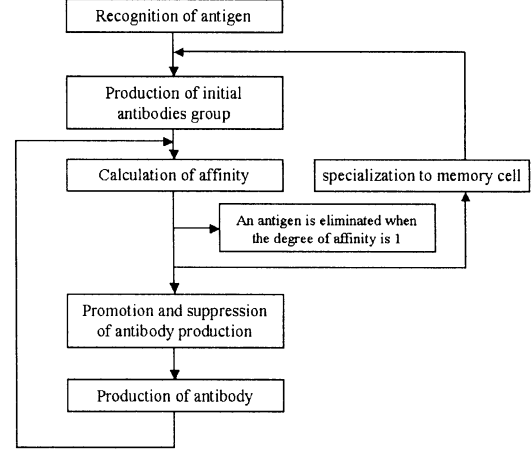 Recognition of antigen
Production of initial
antibodies group
Calculation of affinity
specialization to memory cell
An antigen is eliminated when
the degree of affinity is 1
Promotion and suppression
of antibody production
Production of antibody